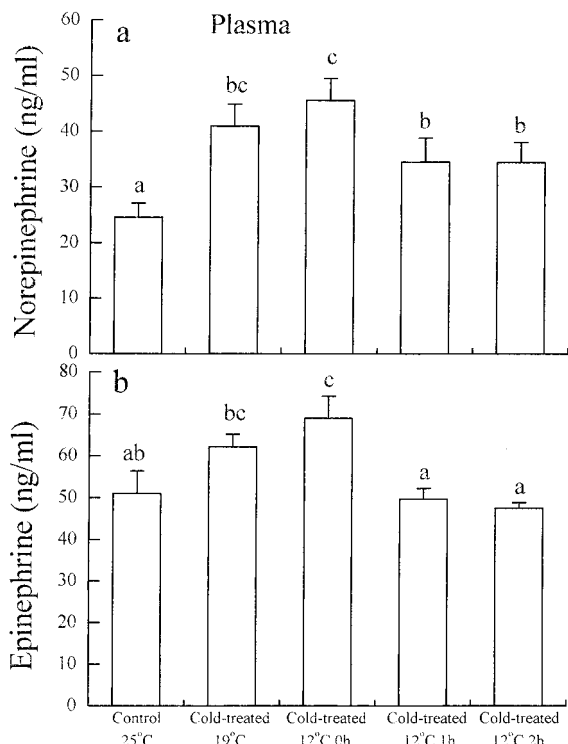 a Plasma
Norepinephrine (ng/ml)
60
50
40
30
20
10
0
a
bc
c
b
b
b
Epinephrine (ng/ml)
80
70
60
50
40
30
20
10
0
ab
bc
c
a
a
Control Cold-treated Cold-treated Cold-treated Cold-treated
25°C 19°C 12°C 0h 12°C 1h 12°C 2h